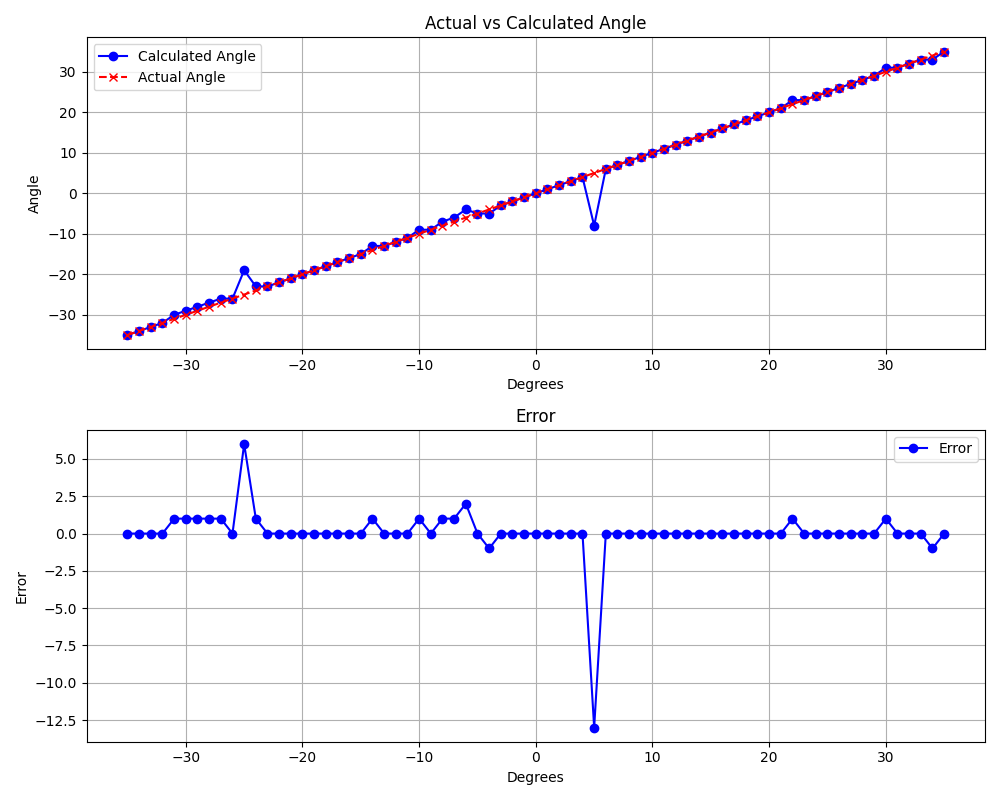 Actual vs Calculated Angle
Calculated Angle
Actual Angle
Angle
30
20
10
0
−10
−20
−30
−30 −20 −10 0 10 20 30
Degrees
Error
Error
Error
5.0
2.5
0.0
−2.5
−5.0
−7.5
−10.0
−12.5
−30 −20 −10 0 10 20 30
Degrees